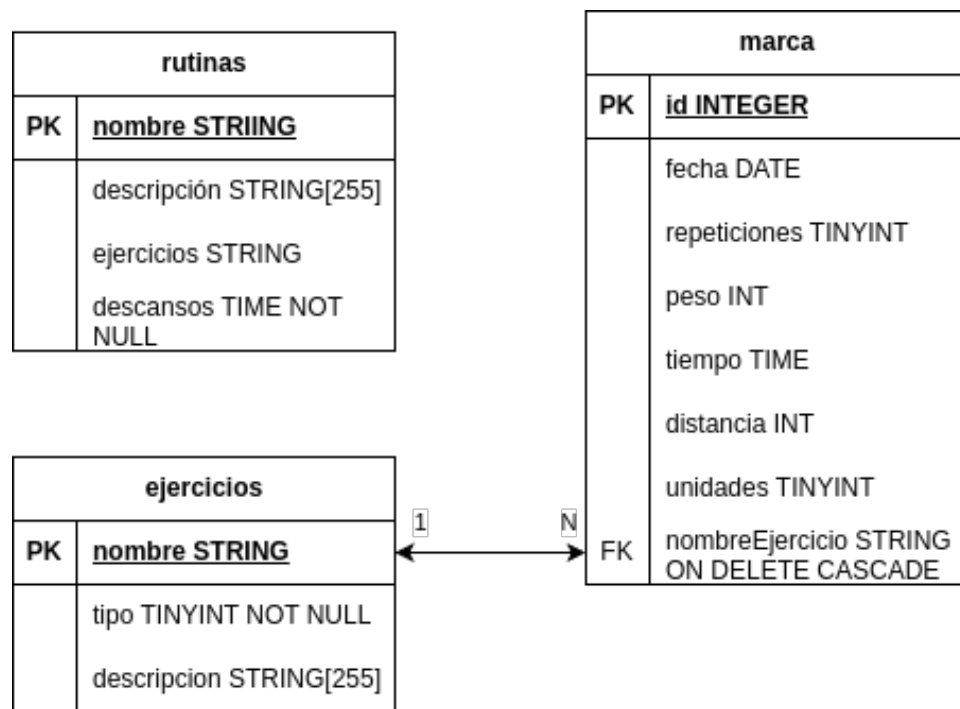 rutinas
PK nombre STRIING
descripción STRING[255]
ejercicios STRING
descansos TIME NOT
NULL
marca
PK id INTEGER
fecha DATE
repeticiones TINYINT
peso INT
tiempo TIME
distancia INT
unidades TINYINT
FK nombreEjercicio STRING
ON DELETE CASCADE
ejercicios
PK nombre STRING
tipo TINYINT NOT NULL
descripcion STRING[255]
1 N